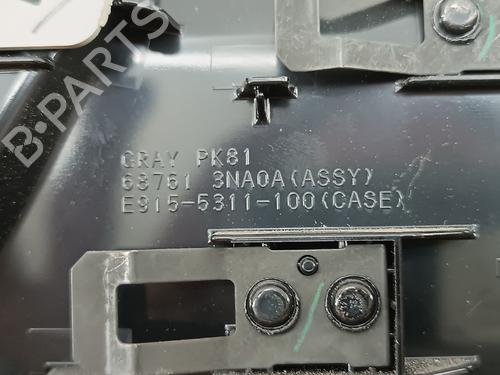 B-PARTS
GRAY PK81
68761 3NA0A(ASSY)
E915-5311-100(CASE)